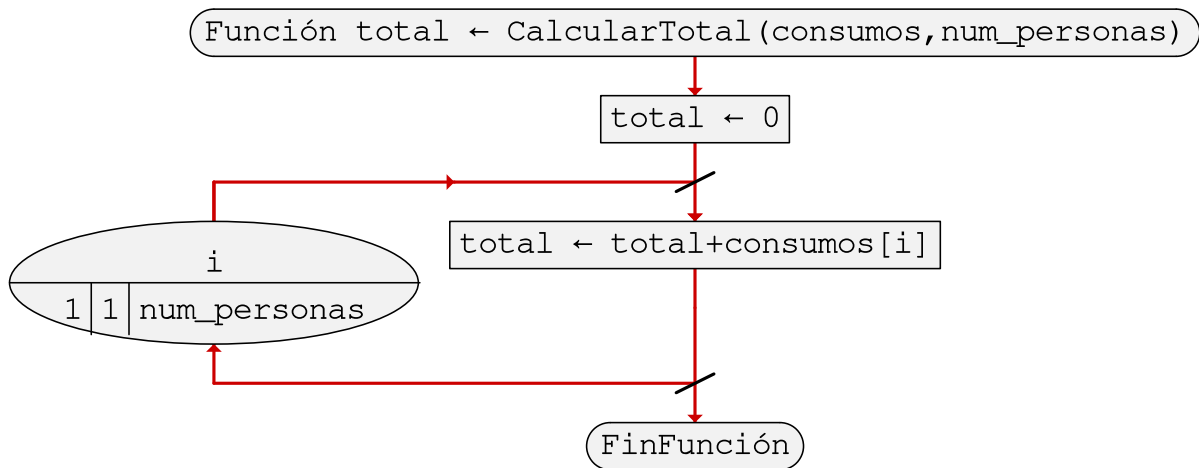 Función total ← CalcularTotal(consumos,num_personas)
total ← 0
i
total ← total+consumos[i]
1 1 num_personas
FinFunción